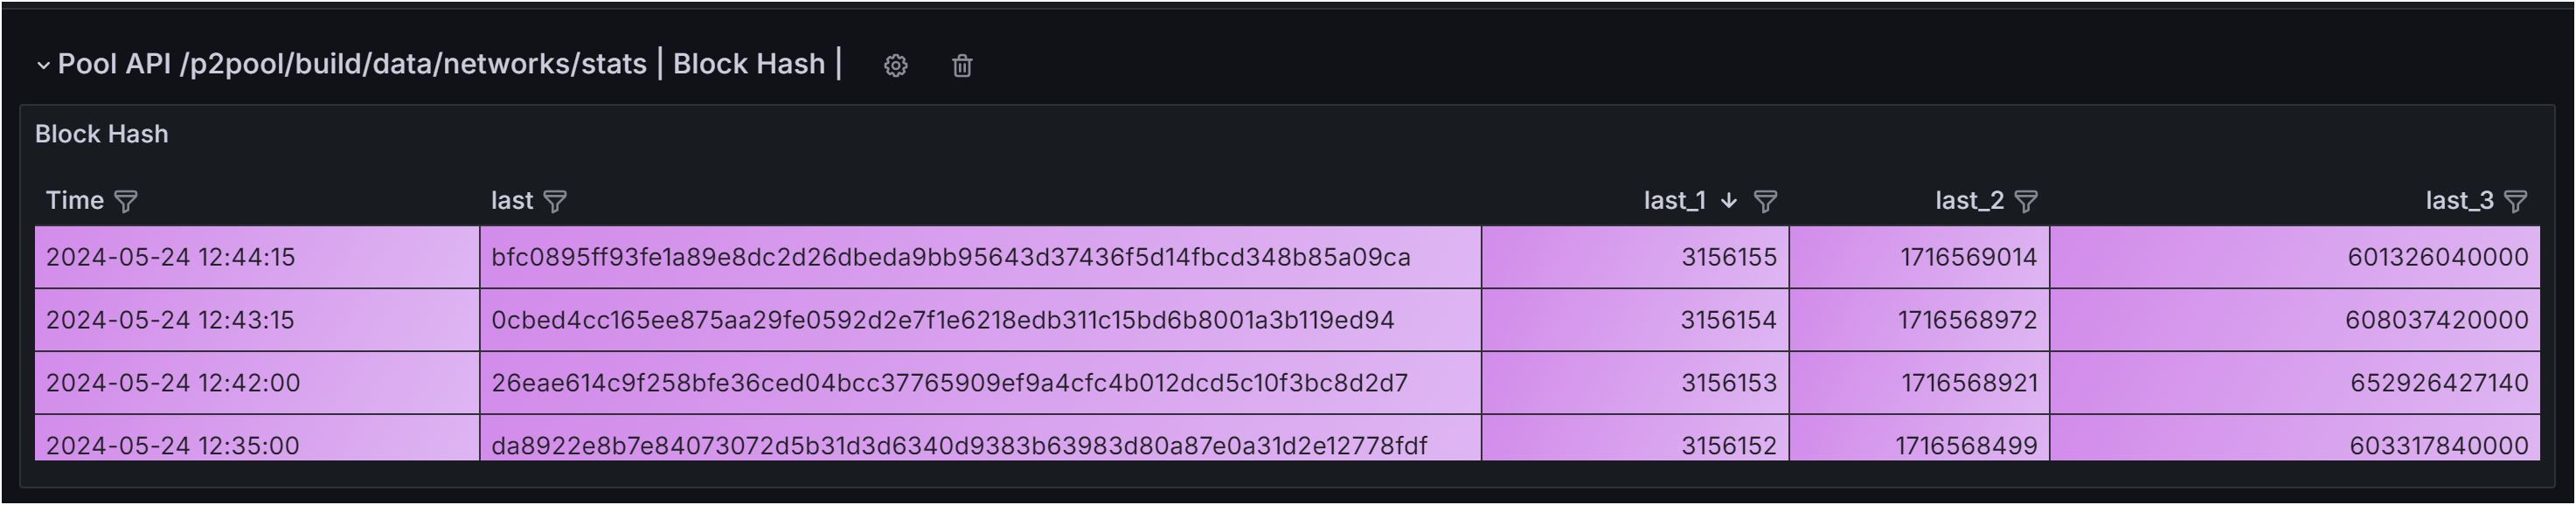 Pool API /p2pool/build/data/networks/stats | Block Hash |
Block Hash
Time last last_1 last_2 last_3
2024-05-24 12:44:15 bfc0895ff93fe1a89e8dc2d26dbeda9bb95643d37436f5d14fbcd348b85a09ca 3156155 1716569014 601326040000
2024-05-24 12:43:15 0cbed4cc165ee875aa29fe0592d2e7f1e6218edb311c15bd6b8001a3b119ed94 3156154 1716568972 608037420000
2024-05-24 12:42:00 26eae614c9f258bfe36ced04bcc37765909ef9a4cfc4b012dcd5c10f3bc8d2d7 3156153 1716568921 652926427140
2024-05-24 12:35:00 da8922e8b7e84073072d5b31d3d6340d9383b63983d80a87e0a31d2e12778fdf 3156152 1716568499 603317840000